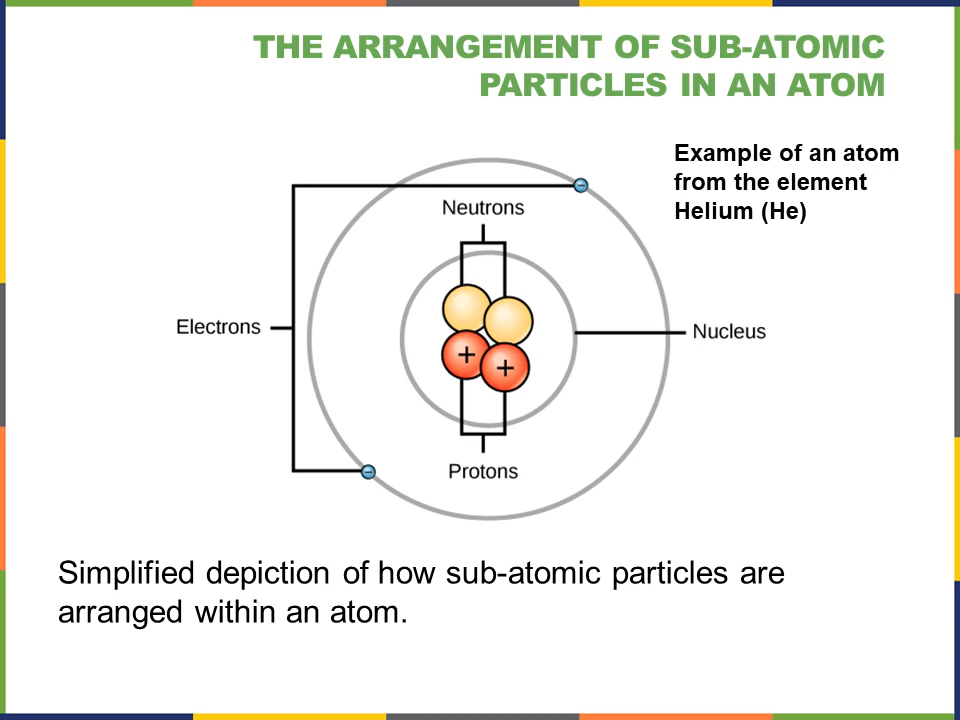 THE ARRANGEMENT OF SUB-ATOMIC
PARTICLES IN AN ATOM
Example of an atom
from the element
Helium (He)
Neutrons
Electrons
Nucleus
+
+
Protons
Simplified depiction of how sub-atomic particles are
arranged within an atom.